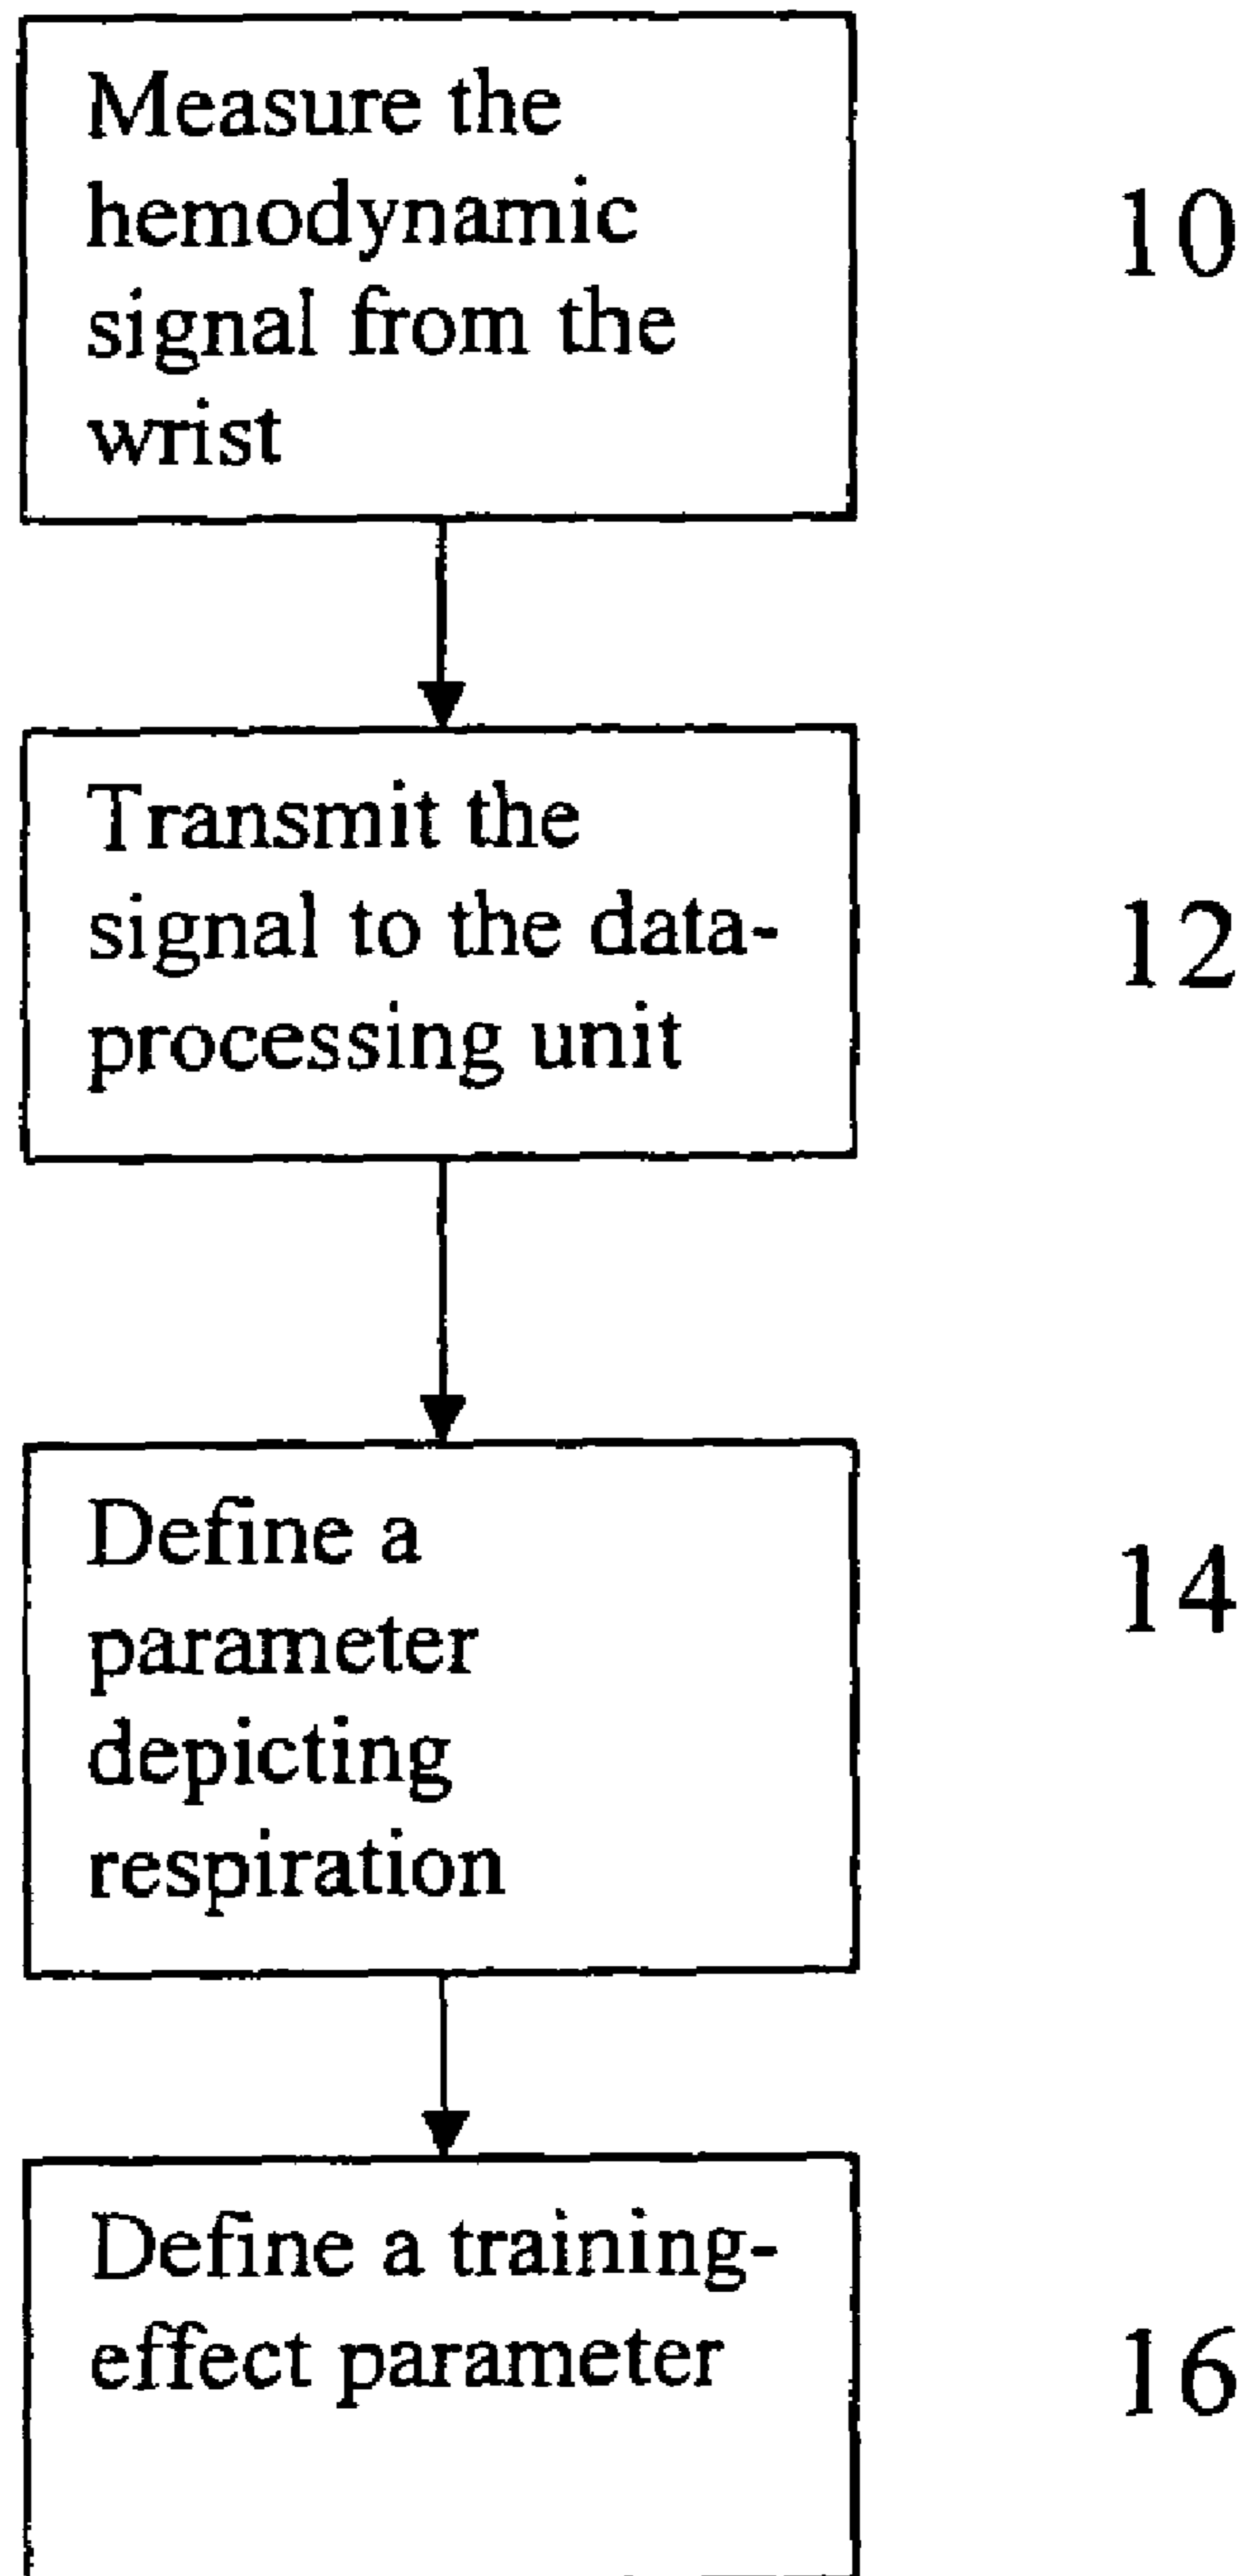 Measure the
hemodynamic
signal from the
wrist
10
Transmit the
signal to the data-
processing unit
12
Define a
parameter
depicting
respiration
14
Define a training-
effect parameter
16